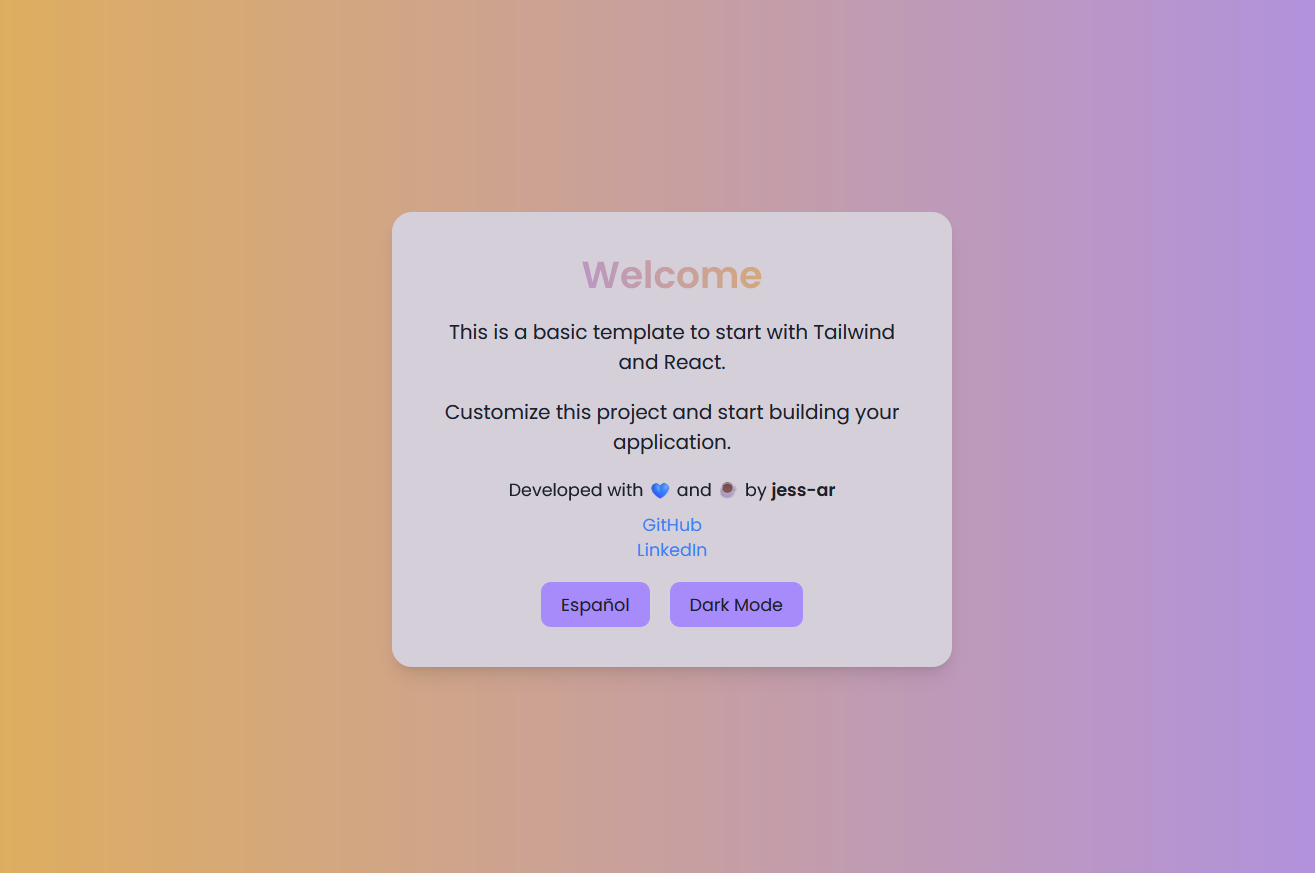 Welcome
This is a basic template to start with Tailwind
and React.
Customize this project and start building your
application.
Developed with 💙 and ☕ by jess-ar
GitHub
LinkedIn
Español Dark Mode